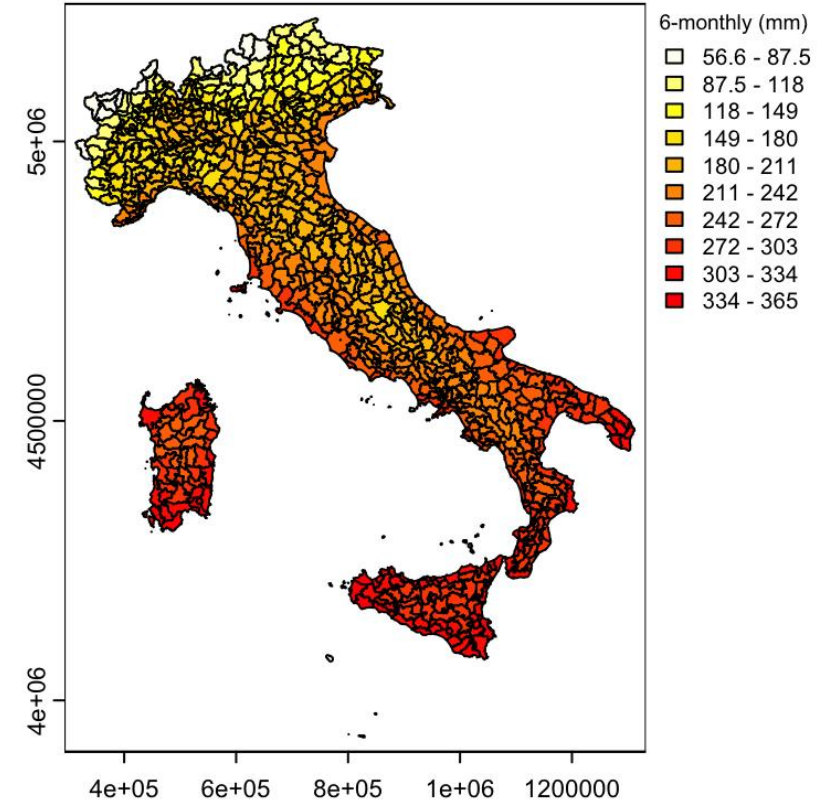 6-monthly (mm)
56.6 - 87.5
87.5 - 118
118 - 149
149 - 180
180 - 211
211 - 242
242 - 272
272 - 303
303 - 334
334 - 365
5e+06
4500000
4e+06
4e+05 6e+05 8e+05 1e+06 1200000